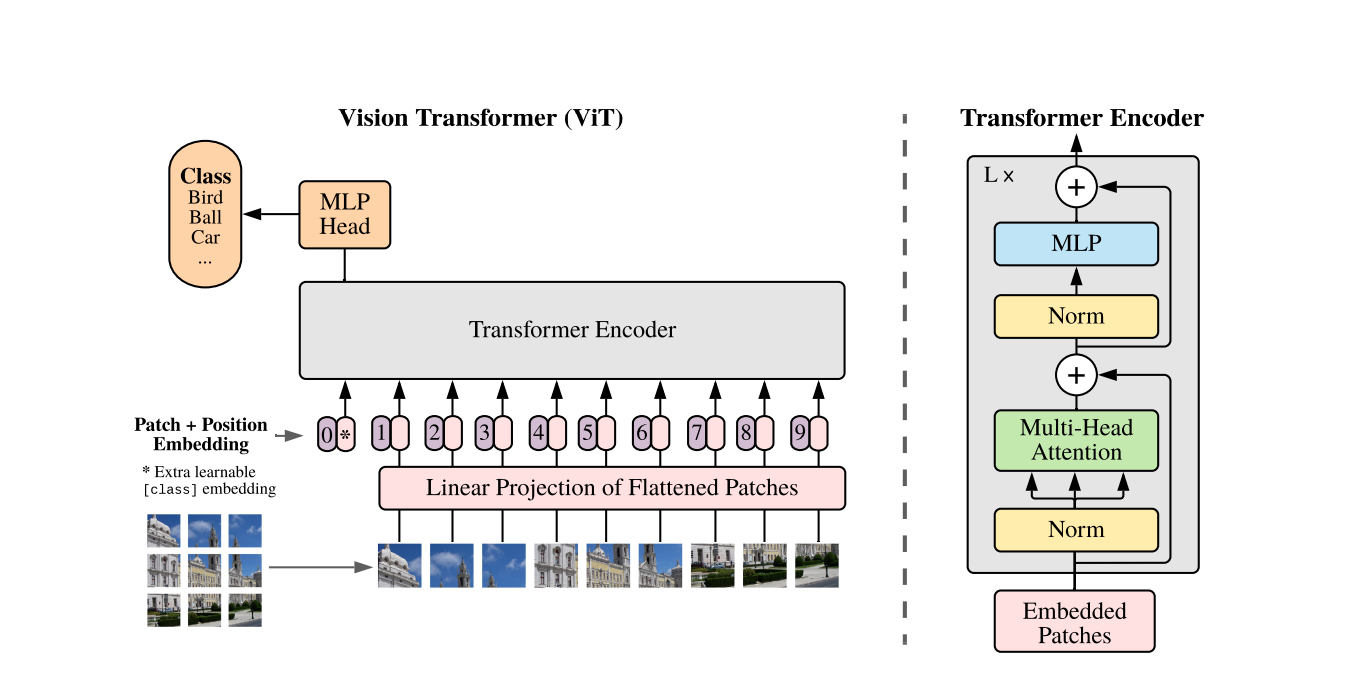 Vision Transformer (ViT)
Class
Bird
Ball
Car
...
MLP
Head
Transformer Encoder
Patch + Position
Embedding
0 * 1 2 3 4 5 6 7 8 9
* Extra learnable
[class] embedding
Linear Projection of Flattened Patches
Transformer Encoder
L x
+
MLP
Norm
+
Multi-Head
Attention
Norm
Embedded
Patches